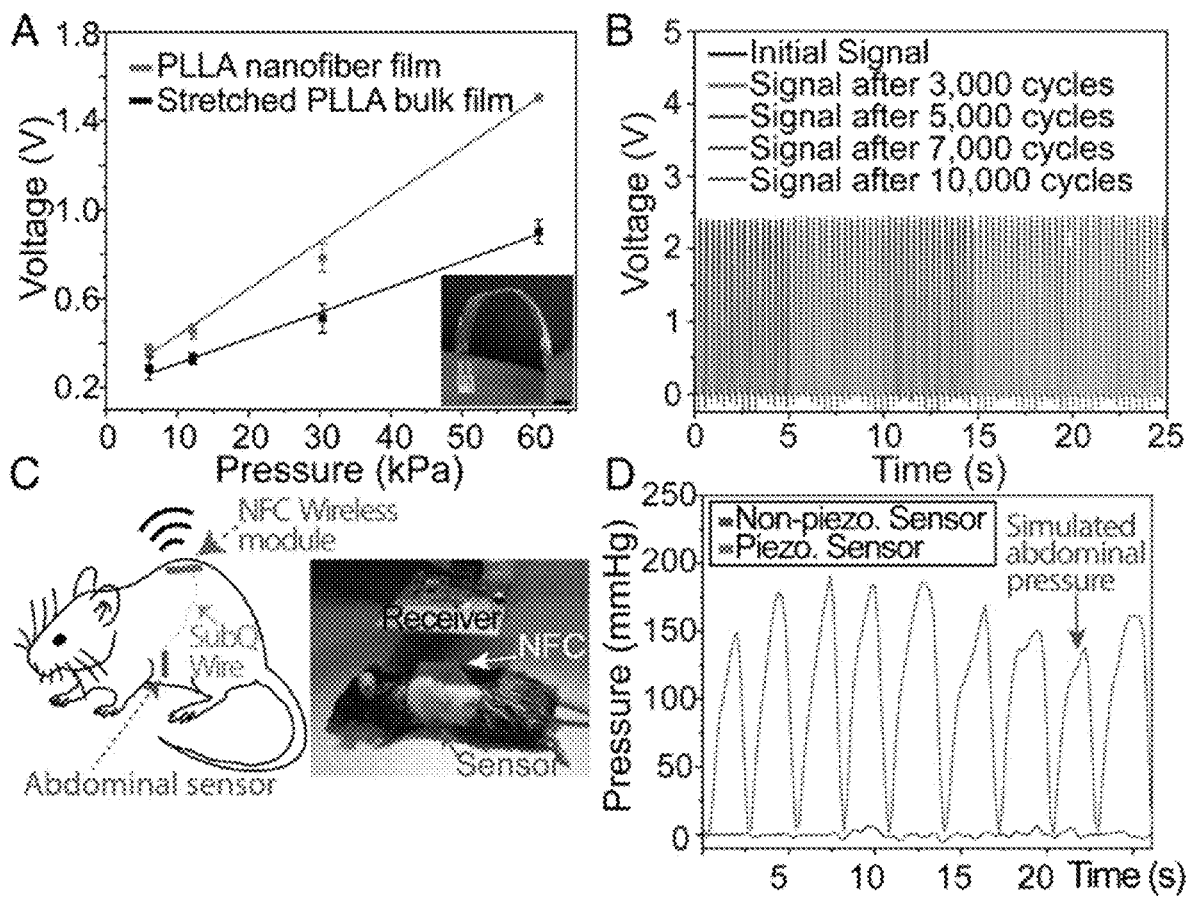 A
1.8
1.4
1.0
0.6
0.2
Voltage (V)
PLLA nanofiber film
Stretched PLLA bulk film
0 10 20 30 40 50 60
Pressure (kPa)
B
5
4
3
2
1
0
Voltage (V)
Initial Signal
Signal after 3,000 cycles
Signal after 5,000 cycles
Signal after 7,000 cycles
Signal after 10,000 cycles
0 5 10 15 20 25
Time (s)
C
NFC Wireless
module
SubQ
Wire
Abdominal sensor
Receiver
NFC
Sensor
D
250
200
150
100
50
0
Pressure (mmHg)
Non-piezo. Sensor
Piezo. Sensor
Simulated
abdominal
pressure
5 10 15 20 Time (s)